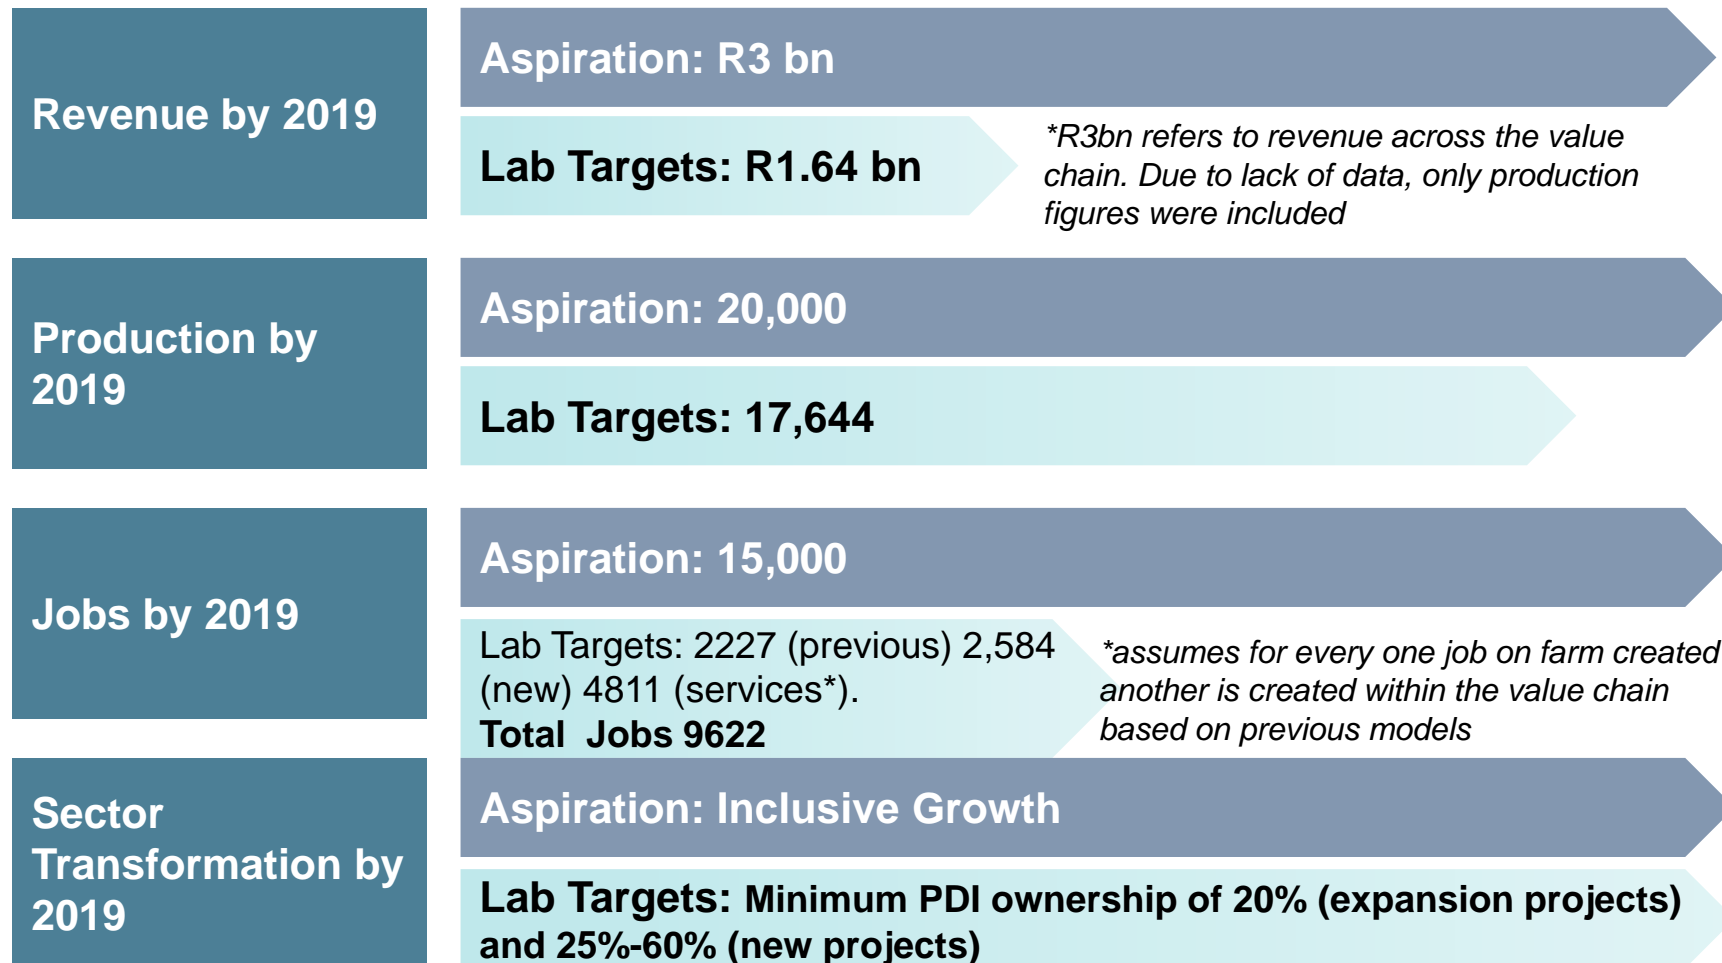 Revenue by 2019
Aspiration: R3 bn
Lab Targets: R1.64 bn
*R3bn refers to revenue across the value
chain. Due to lack of data, only production
figures were included
Production by
2019
Aspiration: 20,000
Lab Targets: 17,644
Jobs by 2019
Aspiration: 15,000
Lab Targets: 2227 (previous) 2,584
(new) 4811 (services*).
Total  Jobs 9622
*assumes for every one job on farm created
another is created within the value chain
based on previous models
Sector
Transformation by
2019
Aspiration: Inclusive Growth
Lab Targets: Minimum PDI ownership of 20% (expansion projects)
and 25%-60% (new projects)